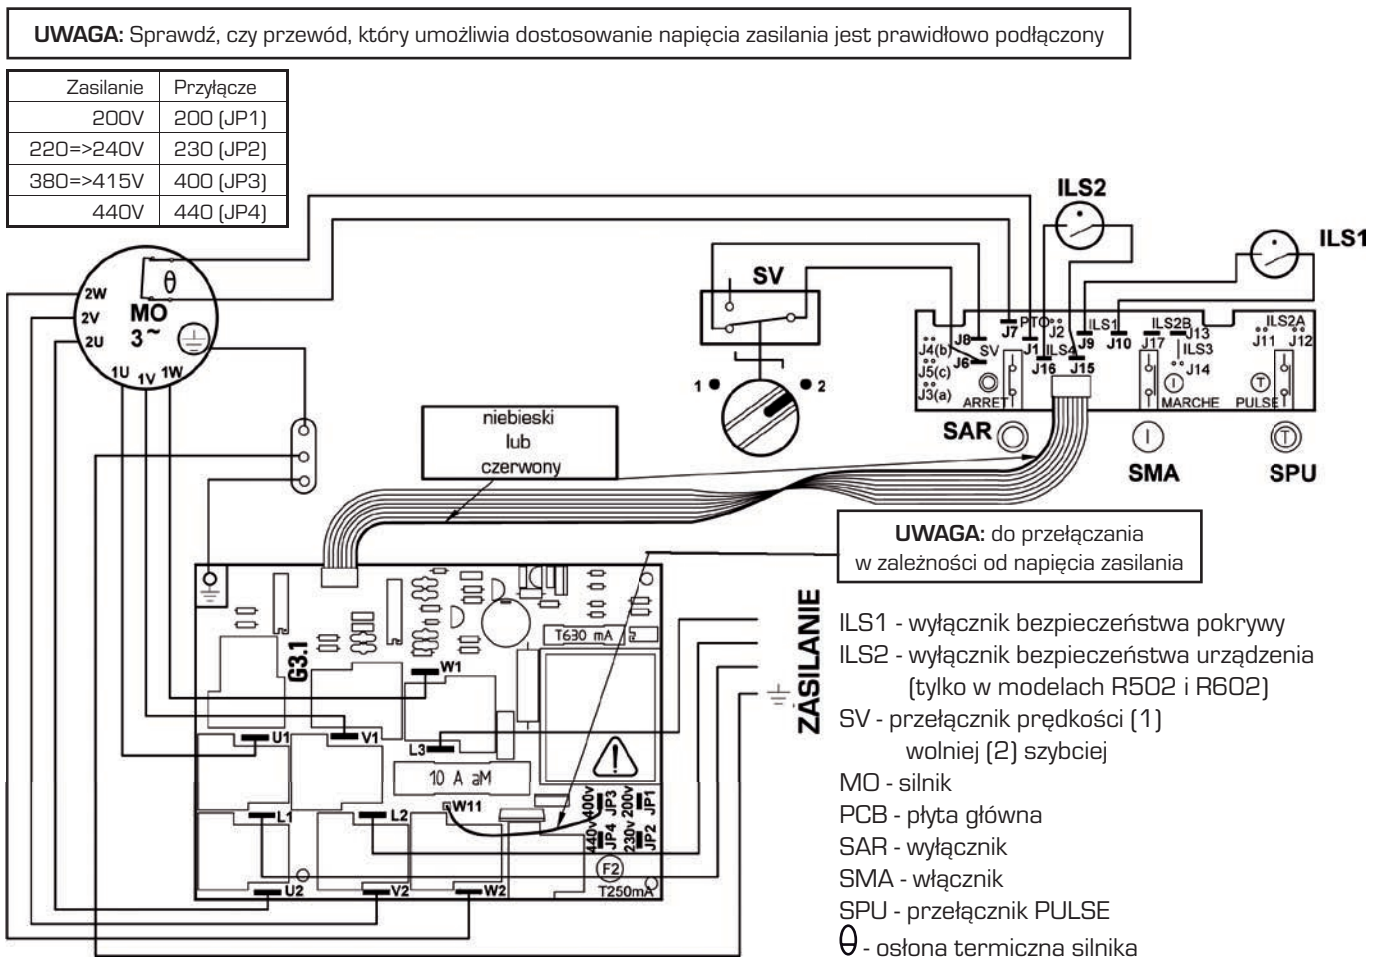 UWAGA: Sprawdź, czy przewód, który umożliwia dostosowanie napięcia zasilania jest prawidłowo podłączony
Zasilanie Przyłącze
200V 200 (JP1)
220=>240V 230 (JP2)
380=>415V 400 (JP3)
440V 440 (JP4)
ILS2
ILS1
SV
θ
MO
3~
2W
2V
2U
1U 1V 1W
1 2
J4(b)
J5(c)
J3(a)
J8
SV
J6
J7
PTO
J2
J1
ILS1
ILS4
J16
J15
J9
J10
ILS2B
J17
J13
ILS3
J14
ILS2A
J11
J12
ARRET
I
MARCHE
PULSE
T
SAR
I
SMA
T
SPU
niebieski
lub
czerwony
UWAGA: do przełączania
w zależności od napięcia zasilania
G3.1
T630 mA
W1
U1
V1
L3
10 A aM
W11
L1
L2
400v
JP3
200v
JP1
440v
JP4
230v
JP2
F2
T250mA
U2
V2
W2
ZASILANIE
ILS1 - wyłącznik bezpieczeństwa pokrywy
ILS2 - wyłącznik bezpieczeństwa urządzenia
(tylko w modelach R502 i R602)
SV - przełącznik prędkości (1)
wolniej (2) szybciej
MO - silnik
PCB - płyta główna
SAR - wyłącznik
SMA - włącznik
SPU - przełącznik PULSE
θ - osłona termiczna silnika